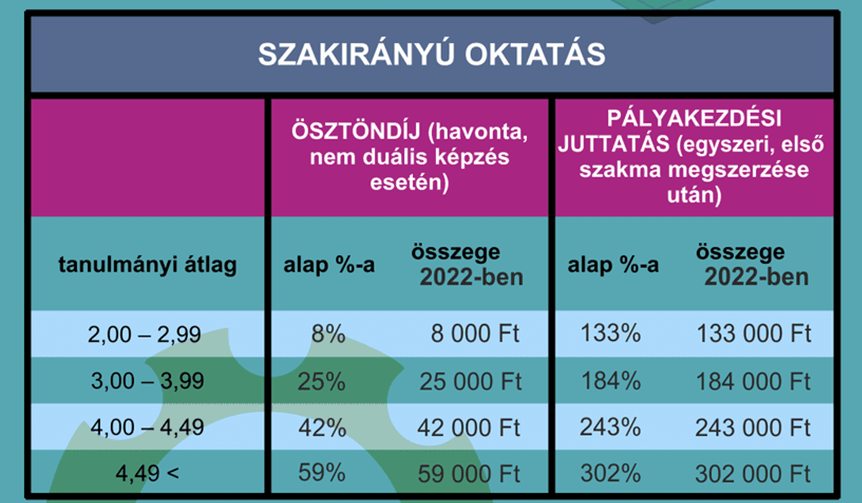 SZAKIRÁNYÚ OKTATÁS
ÖSZTÖNDÍJ (havonta,
nem duális képzés
esetén)
PÁLYAKEZDÉSI
JUTTATÁS (egyszeri, első
szakma megszerzése
után)
tanulmányi átlag
alap %-a
összege
2022-ben
alap %-a
összege
2022-ben
2,00 – 2,99 8% 8 000 Ft 133% 133 000 Ft
3,00 – 3,99 25% 25 000 Ft 184% 184 000 Ft
4,00 – 4,49 42% 42 000 Ft 243% 243 000 Ft
4,49 < 59% 59 000 Ft 302% 302 000 Ft